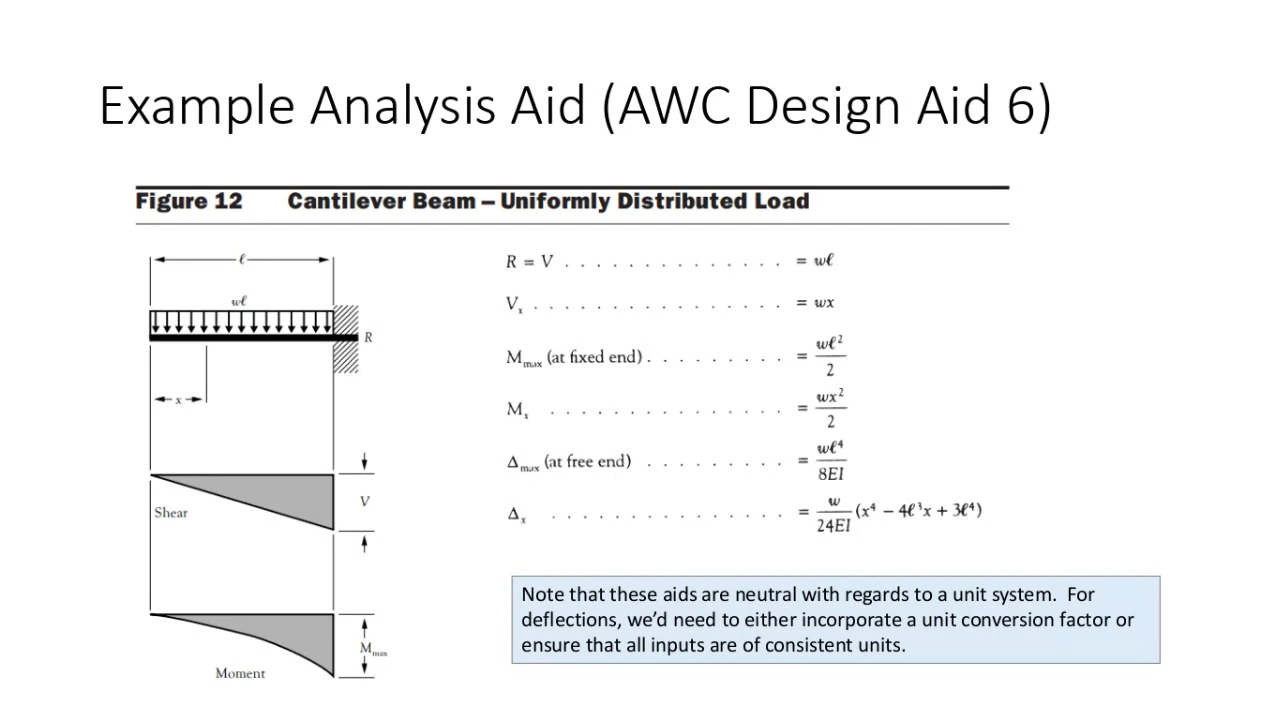 Example Analysis Aid (AWC Design Aid 6)
Figure 12 Cantilever Beam – Uniformly Distributed Load
ℓ
wℓ
R
x
Shear
V
Moment
M max
R = V . . . . . . . . . . . . . . = wℓ
Vx . . . . . . . . . . . . . . . . = wx
Mmax (at fixed end) . . . . . . . . . = wℓ²/2
Mx . . . . . . . . . . . . . . . = wx²/2
Δmax (at free end) . . . . . . . . . = wℓ⁴/8EI
Δx . . . . . . . . . . . . . . . = w/24EI (x⁴ – 4ℓ³x + 3ℓ⁴)
Note that these aids are neutral with regards to a unit system. For
deflections, we’d need to either incorporate a unit conversion factor or
ensure that all inputs are of consistent units.